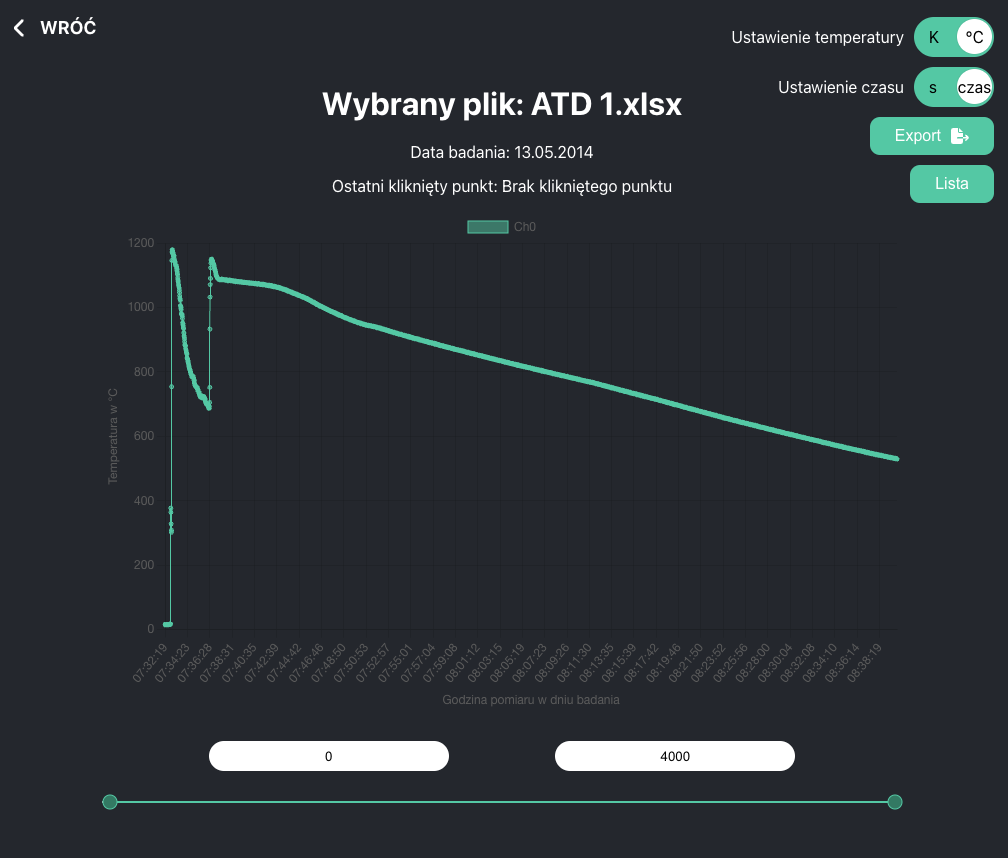 WRÓĆ
Ustawienie temperatury K °C
Ustawienie czasu s czas
Export
Lista
Wybrany plik: ATD 1.xlsx
Data badania: 13.05.2014
Ostatni kliknięty punkt: Brak klikniętego punktu
Ch0
Temperatura w °C
1200
1000
800
600
400
200
0
07:32:19 07:34:23 07:36:28 07:38:31 07:40:35 07:42:39 07:44:42 07:46:46 07:48:50 07:50:53 07:52:57 07:55:01 07:57:04 07:59:08 08:01:12 08:03:15 08:05:19 08:07:23 08:09:26 08:11:30 08:13:35 08:15:39 08:17:42 08:19:46 08:21:50 08:23:52 08:25:56 08:28:00 08:30:04 08:32:08 08:34:10 08:36:14 08:38:19
Godzina pomiaru w dniu badania
0
4000